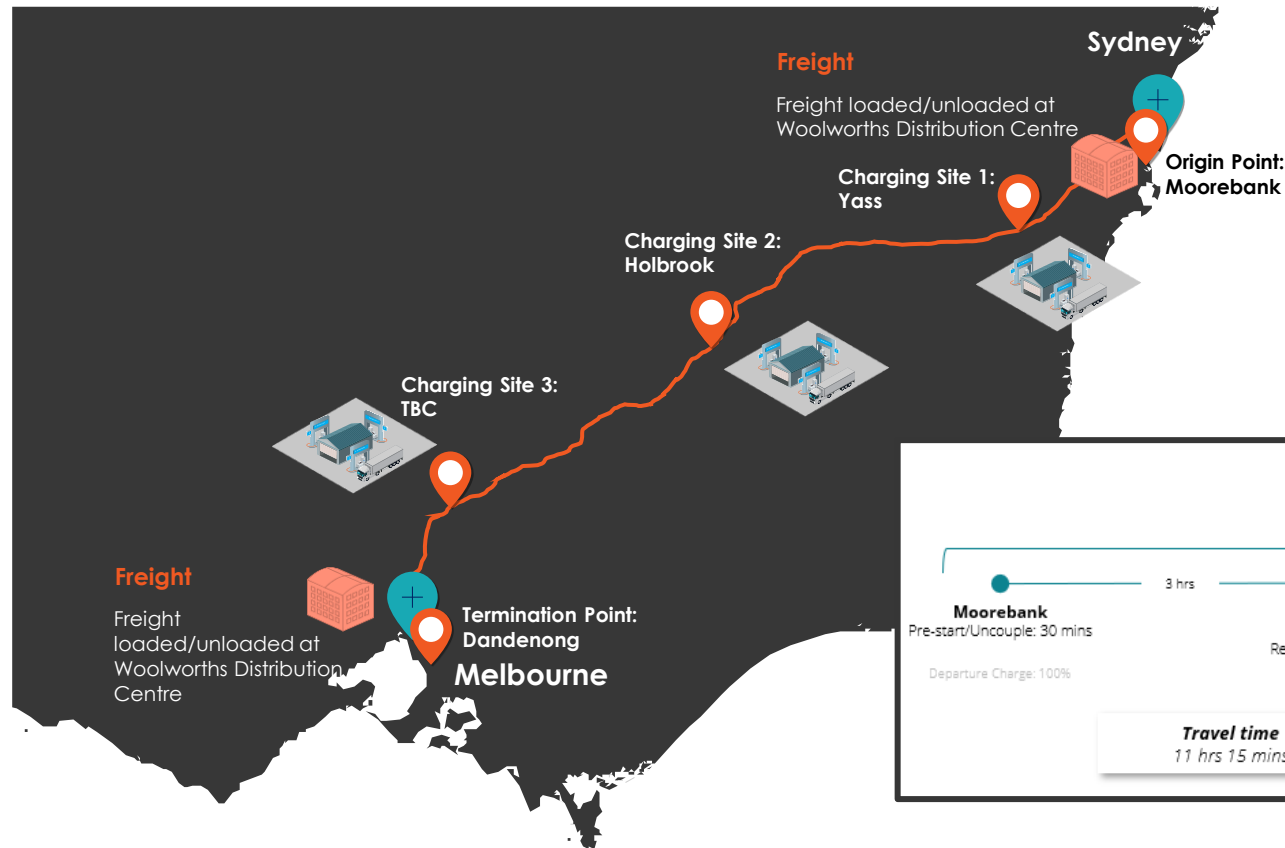 Sydney
Freight
Freight loaded/unloaded at
Woolworths Distribution Centre
Origin Point:
Moorebank
Charging Site 1:
Yass
Charging Site 2:
Holbrook
Charging Site 3:
TBC
Freight
Freight
loaded/unloaded at
Woolworths Distribution
Centre
Termination Point:
Dandenong
Melbourne
3 hrs
Moorebank
Pre-start/Uncouple: 30 mins
Departure Charge: 100%
Travel time
11 hrs 15 mins